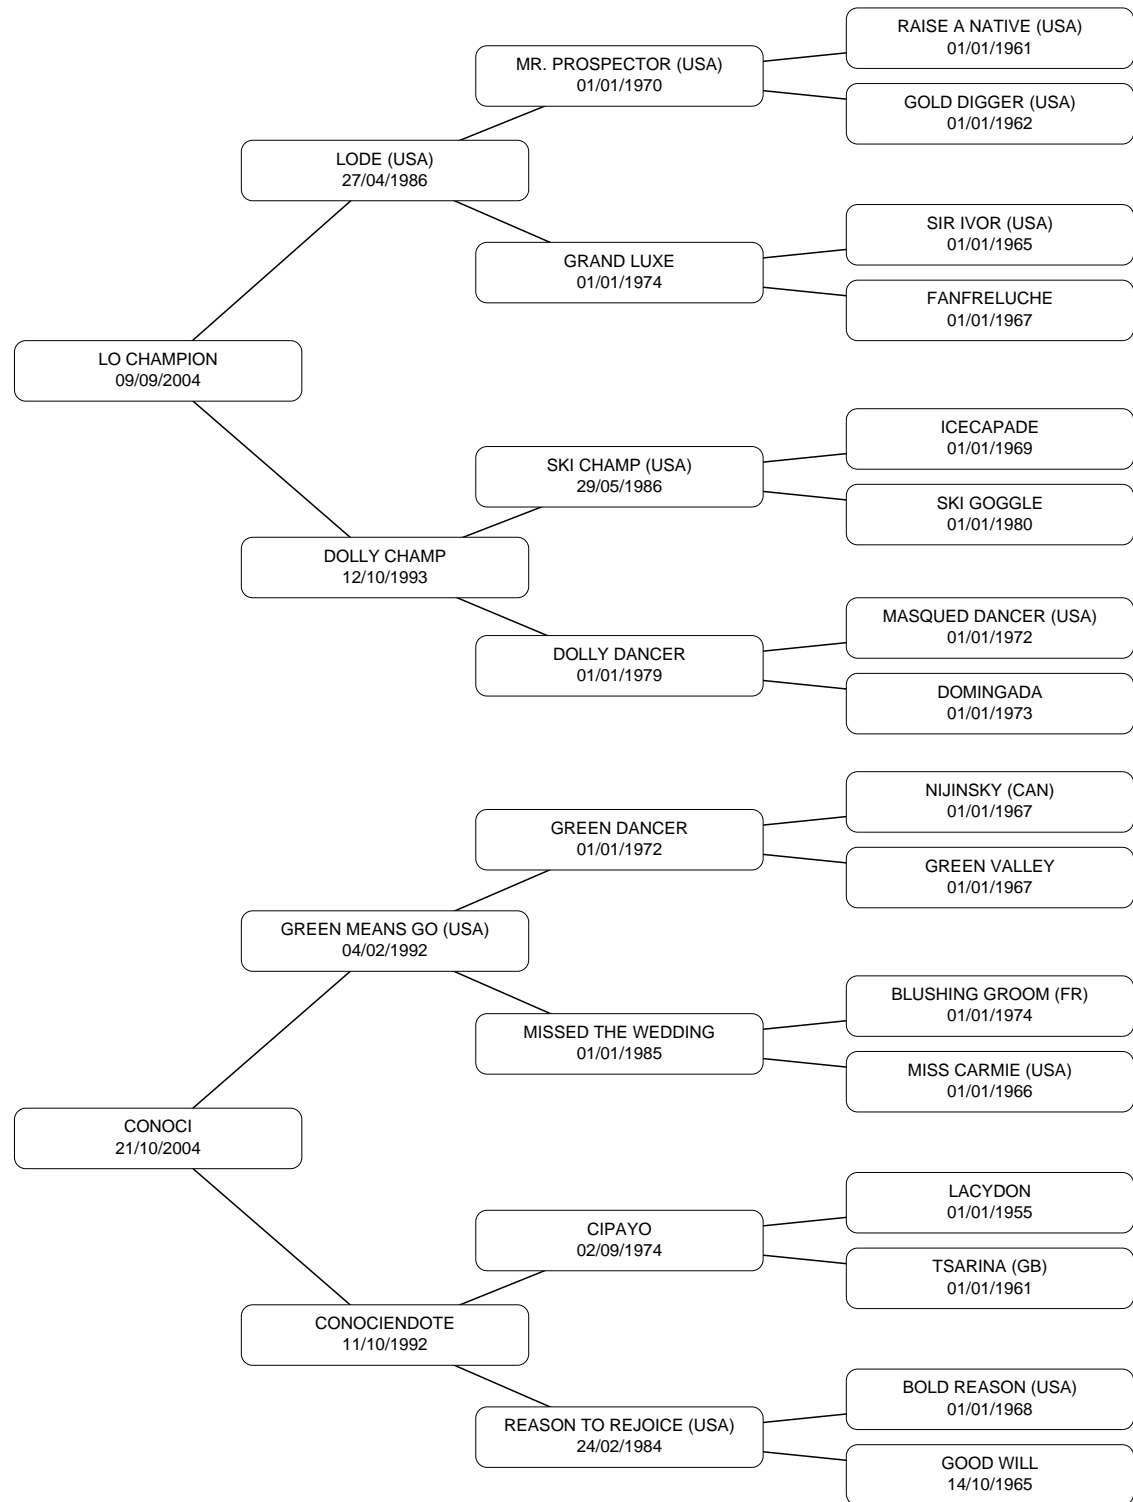 RAISE A NATIVE (USA)
01/01/1961
MR. PROSPECTOR (USA)
01/01/1970
GOLD DIGGER (USA)
01/01/1962
LODE (USA)
27/04/1986
SIR IVOR (USA)
01/01/1965
GRAND LUXE
01/01/1974
FANFRELUCHE
01/01/1967
LO CHAMPION
09/09/2004
ICECAPADE
01/01/1969
SKI CHAMP (USA)
29/05/1986
SKI GOGGLE
01/01/1980
DOLLY CHAMP
12/10/1993
MASQUED DANCER (USA)
01/01/1972
DOLLY DANCER
01/01/1979
DOMINGADA
01/01/1973
NIJINSKY (CAN)
01/01/1967
GREEN DANCER
01/01/1972
GREEN VALLEY
01/01/1967
GREEN MEANS GO (USA)
04/02/1992
BLUSHING GROOM (FR)
01/01/1974
MISSED THE WEDDING
01/01/1985
MISS CARMIE (USA)
01/01/1966
CONOCI
21/10/2004
LACYDON
01/01/1955
CIPAYO
02/09/1974
TSARINA (GB)
01/01/1961
CONOCIENDOTE
11/10/1992
BOLD REASON (USA)
01/01/1968
REASON TO REJOICE (USA)
24/02/1984
GOOD WILL
14/10/1965